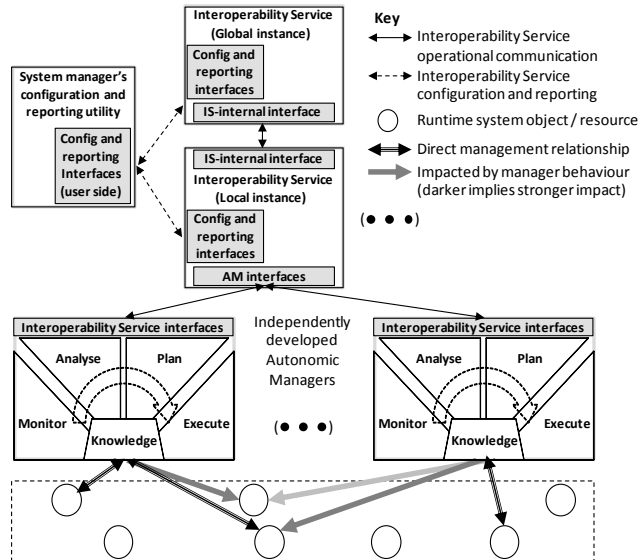 Interoperability Service
(Global instance)
Config and
reporting
interfaces
IS-internal interface
System manager's
configuration and
reporting utility
Config and
reporting
Interfaces
(user side)
IS-internal interface
Interoperability Service
(Local instance)
Config and
reporting
interfaces
AM interfaces
(● ● ●)
Key
Interoperability Service
operational communication
Interoperability Service
configuration and reporting
Runtime system object / resource
Direct management relationship
Impacted by manager behaviour
(darker implies stronger impact)
Interoperability Service interfaces
Analyse
Plan
Monitor
Execute
Knowledge
Independently
developed
Autonomic
Managers
(● ● ●)
Interoperability Service interfaces
Analyse
Plan
Monitor
Execute
Knowledge